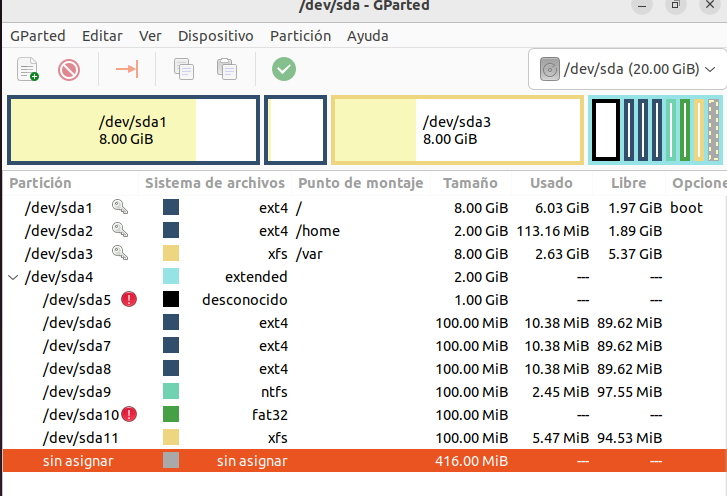 /dev/sda - GParted
GParted Editar Ver Dispositivo Partición Ayuda
/dev/sda (20.00 GiB)
/dev/sda1
8.00 GiB
/dev/sda3
8.00 GiB
Partición Sistema de archivos Punto de montaje Tamaño Usado Libre Opcione
/dev/sda1 ext4 / 8.00 GiB 6.03 GiB 1.97 GiB boot
/dev/sda2 ext4 /home 2.00 GiB 113.16 MiB 1.89 GiB
/dev/sda3 xfs /var 8.00 GiB 2.63 GiB 5.37 GiB
/dev/sda4 extended 2.00 GiB --- ---
/dev/sda5 desconocido 1.00 GiB --- ---
/dev/sda6 ext4 100.00 MiB 10.38 MiB 89.62 MiB
/dev/sda7 ext4 100.00 MiB 10.38 MiB 89.62 MiB
/dev/sda8 ext4 100.00 MiB 10.38 MiB 89.62 MiB
/dev/sda9 ntfs 100.00 MiB 2.45 MiB 97.55 MiB
/dev/sda10 fat32 100.00 MiB --- ---
/dev/sda11 xfs 100.00 MiB 5.47 MiB 94.53 MiB
sin asignar sin asignar 416.00 MiB --- ---